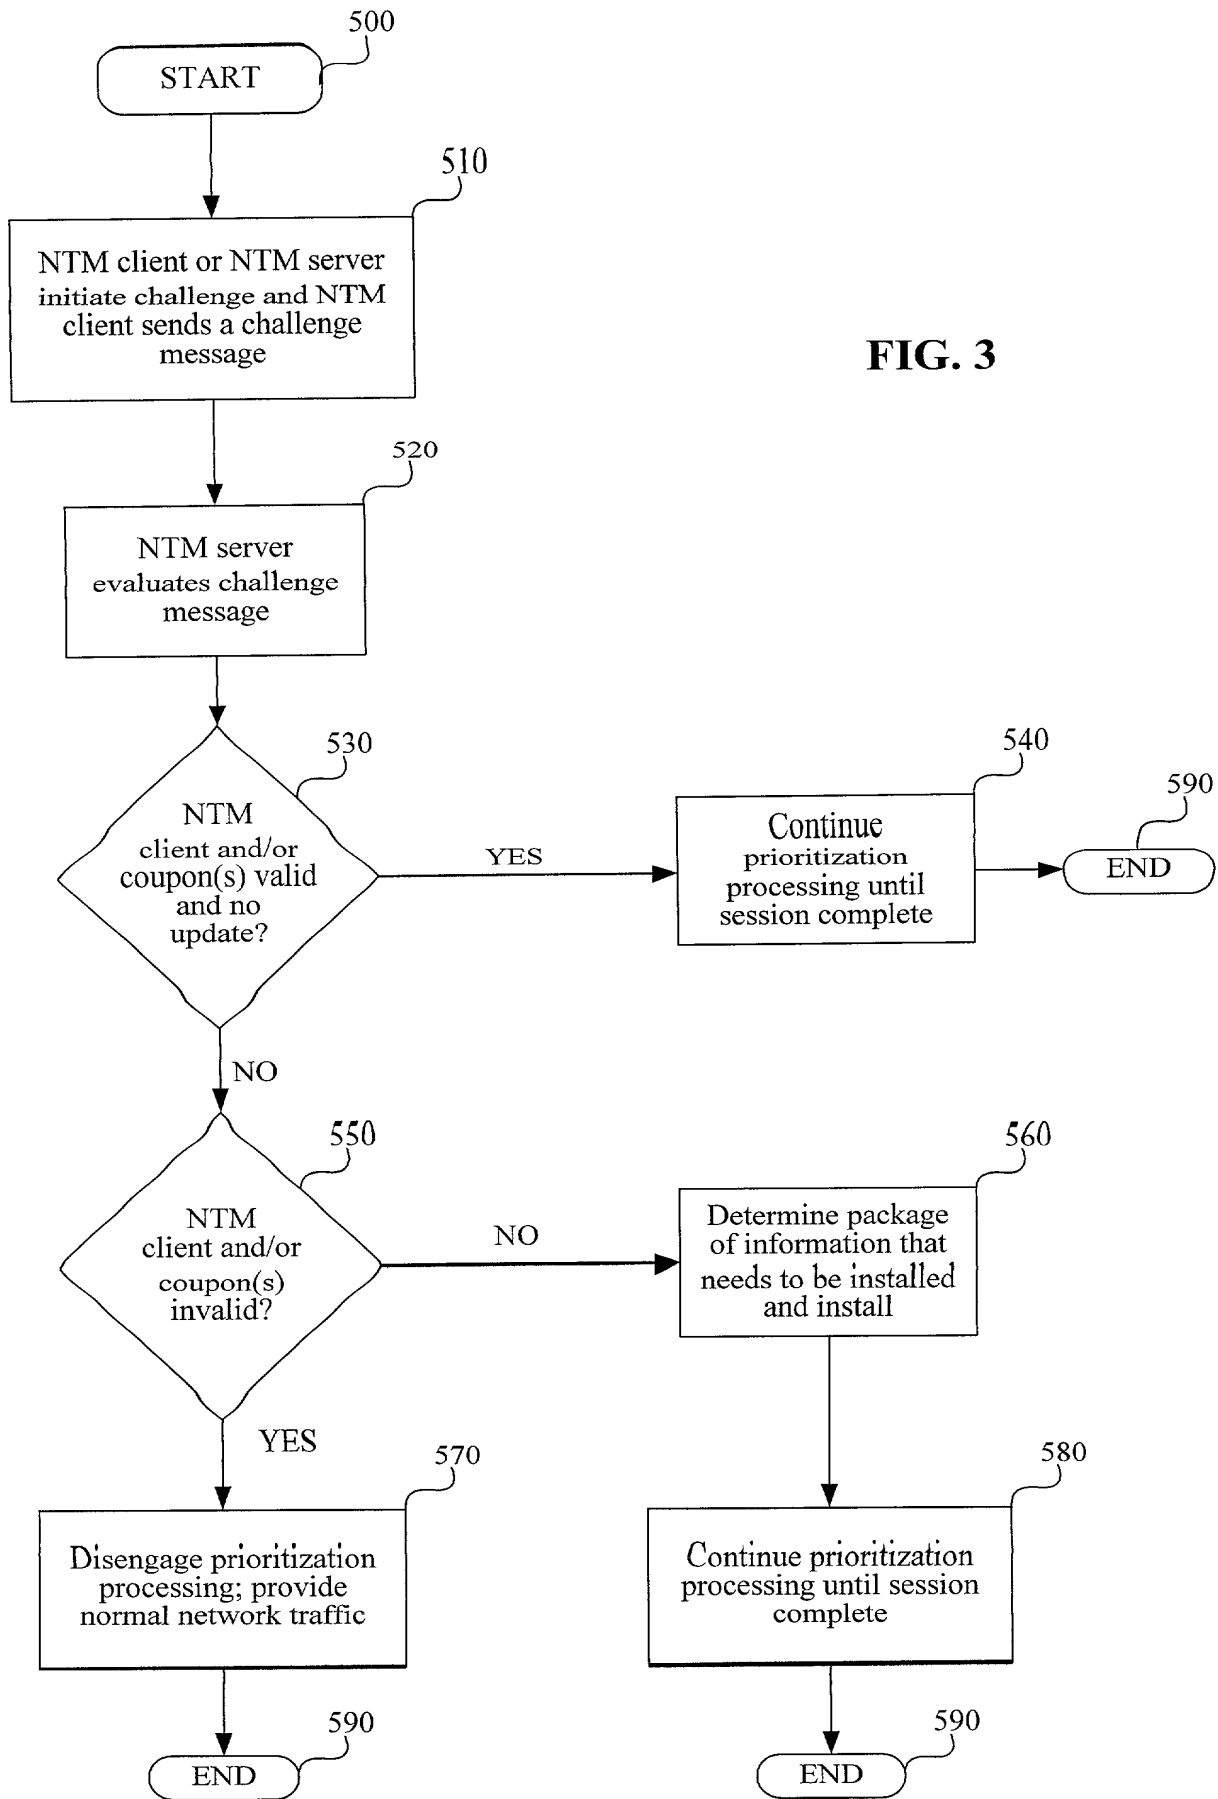 500
START
510
NTM client or NTM server
initiate challenge and NTM
client sends a challenge
message
FIG. 3
520
NTM server
evaluates challenge
message
530
NTM
client and/or
coupon(s) valid
and no
update?
YES
540
Continue
prioritization
processing until
session complete
590
END
NO
550
NTM
client and/or
coupon(s)
invalid?
NO
560
Determine package
of information that
needs to be installed
and install
YES
570
Disengage prioritization
processing; provide
normal network traffic
580
Continue prioritization
processing until session
complete
590
END
590
END